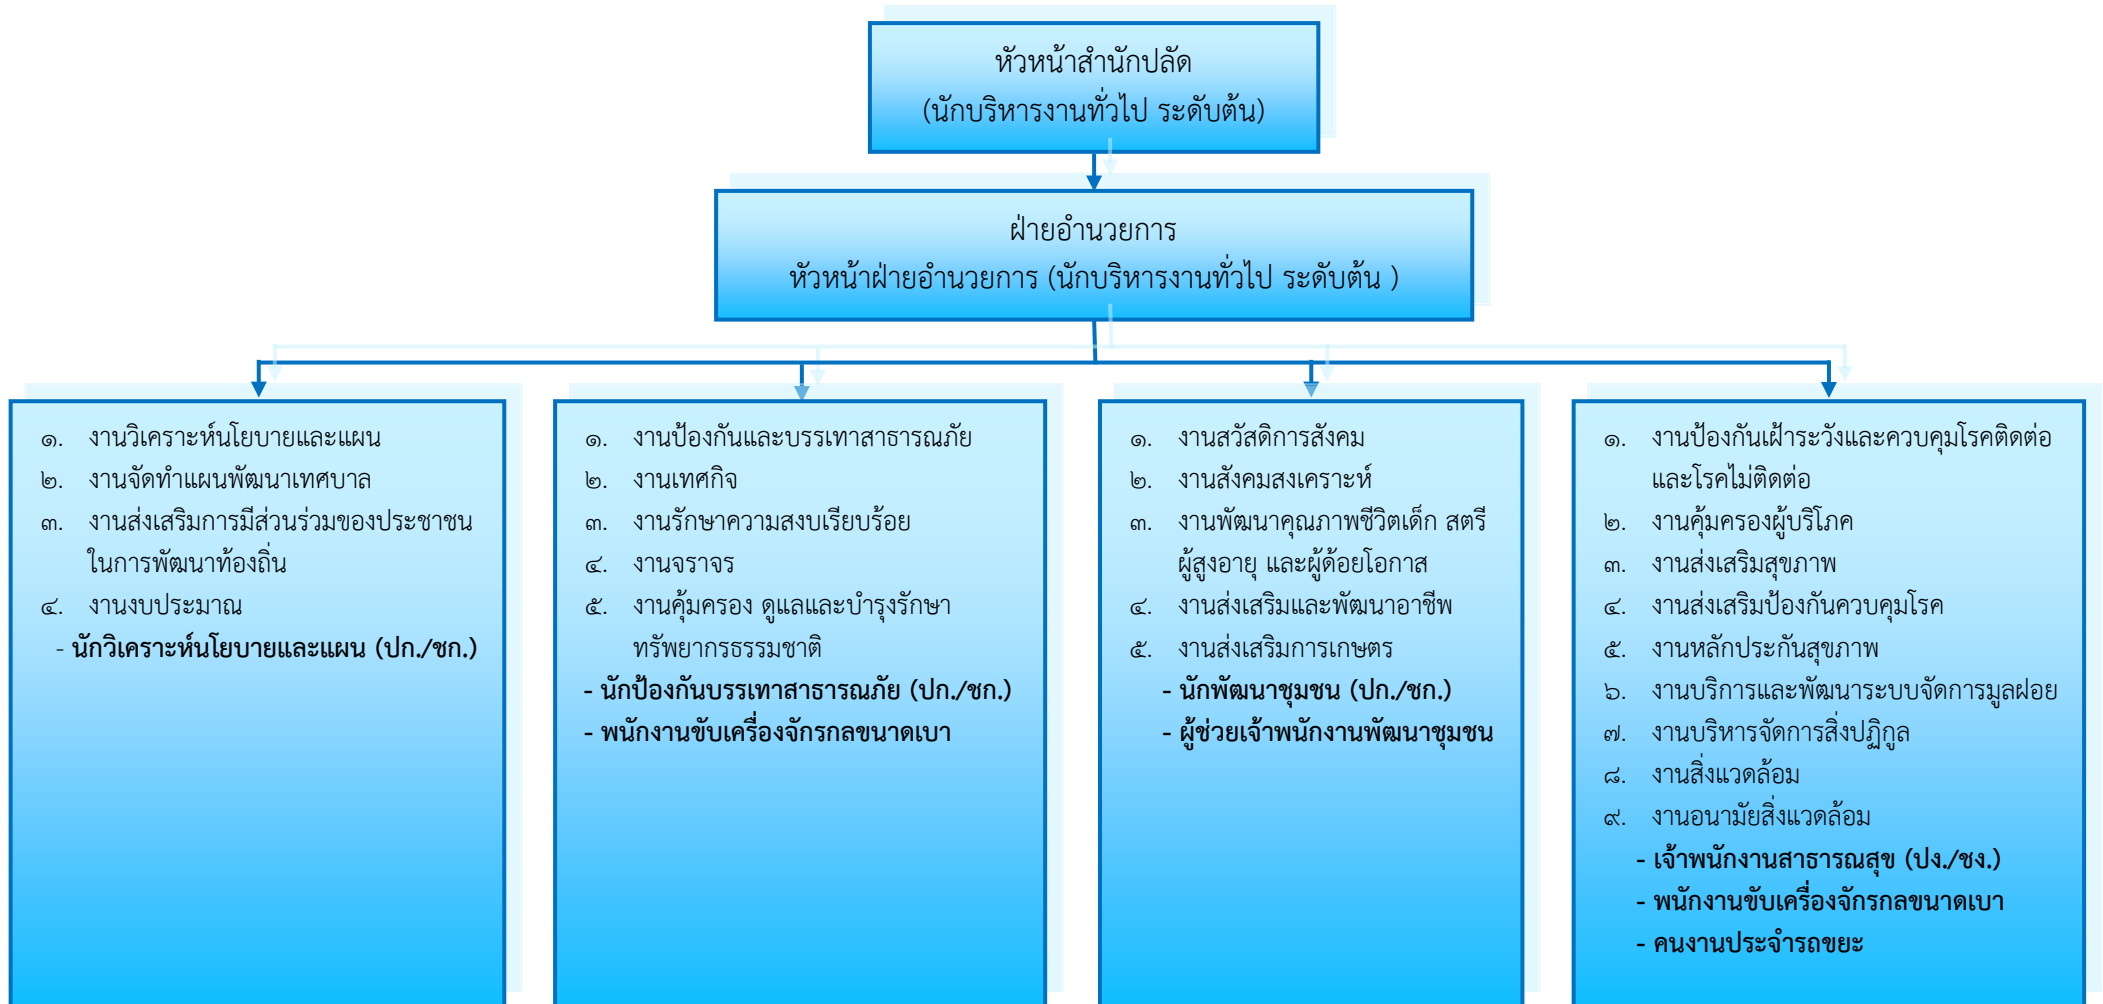 หัวหน้าสำนักปลัด
(นักบริหารงานทั่วไป ระดับต้น)
ฝ่ายอำนวยการ
หัวหน้าฝ่ายอำนวยการ (นักบริหารงานทั่วไป ระดับต้น )
๑. งานวิเคราะห์นโยบายและแผน
๒. งานจัดทำแผนพัฒนาเทศบาล
๓. งานส่งเสริมการมีส่วนร่วมของประชาชน
ในการพัฒนาท้องถิ่น
๔. งานงบประมาณ
- นักวิเคราะห์นโยบายและแผน (ปก./ชก.)
๑. งานป้องกันและบรรเทาสาธารณภัย
๒. งานเทศกิจ
๓. งานรักษาความสงบเรียบร้อย
๔. งานจราจร
๕. งานคุ้มครอง ดูแลและบำรุงรักษา
ทรัพยากรธรรมชาติ
- นักป้องกันบรรเทาสาธารณภัย (ปก./ชก.)
- พนักงานขับเครื่องจักรกลขนาดเบา
๑. งานสวัสดิการสังคม
๒. งานสังคมสงเคราะห์
๓. งานพัฒนาคุณภาพชีวิตเด็ก สตรี
ผู้สูงอายุ และผู้ด้อยโอกาส
๔. งานส่งเสริมและพัฒนาอาชีพ
๕. งานส่งเสริมการเกษตร
- นักพัฒนาชุมชน (ปก./ชก.)
- ผู้ช่วยเจ้าพนักงานพัฒนาชุมชน
๑. งานป้องกันเฝ้าระวังและควบคุมโรคติดต่อ
และโรคไม่ติดต่อ
๒. งานคุ้มครองผู้บริโภค
๓. งานส่งเสริมสุขภาพ
๔. งานส่งเสริมป้องกันควบคุมโรค
๕. งานหลักประกันสุขภาพ
๖. งานบริการและพัฒนาระบบจัดการมูลฝอย
๗. งานบริหารจัดการสิ่งปฏิกูล
๘. งานสิ่งแวดล้อม
๙. งานอนามัยสิ่งแวดล้อม
- เจ้าพนักงานสาธารณสุข (ปง./ชง.)
- พนักงานขับเครื่องจักรกลขนาดเบา
- คนงานประจำรถขยะ